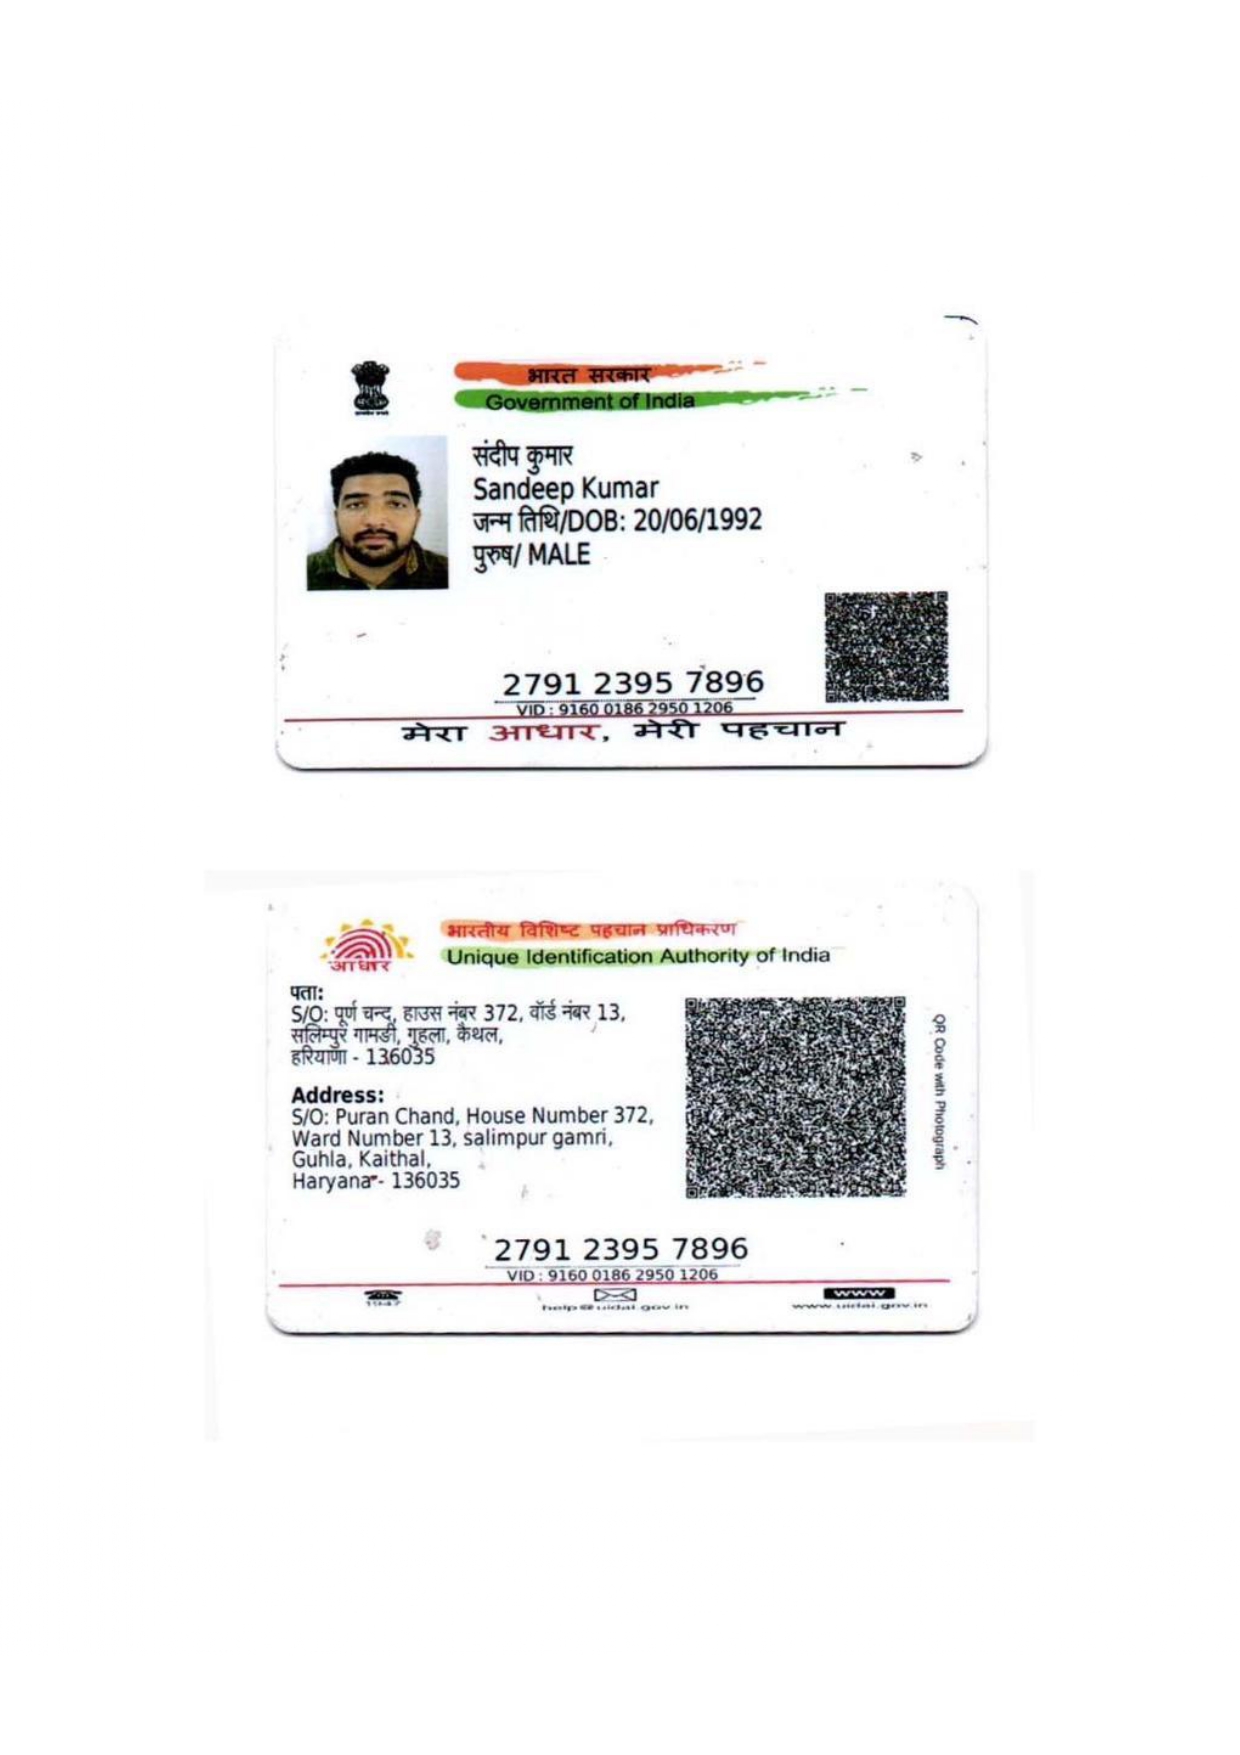 भारत सरकार
Government of India
संदीप कुमार
Sandeep Kumar
जन्म तिथि/DOB: 20/06/1992
पुरुष/ MALE
2791 2395 7896
VID : 9160 0186 2950 1206
मेरा आधार, मेरी पहचान
भारतीय विशिष्ट पहचान प्राधिकरण
Unique Identification Authority of India
आधार
पता:
S/O: पूर्ण चन्द, हाउस नंबर 372, वॉर्ड नंबर 13,
सलिम्पुर गामडी, गुहला, कैथल,
हरियाणा - 136035
Address:
S/O: Puran Chand, House Number 372,
Ward Number 13, salimpur gamri,
Guhla, Kaithal,
Haryana - 136035
QR Code with Photograph
2791 2395 7896
VID : 9160 0186 2950 1206
1947
help@uidai.gov.in
www
www.uidai.gov.in